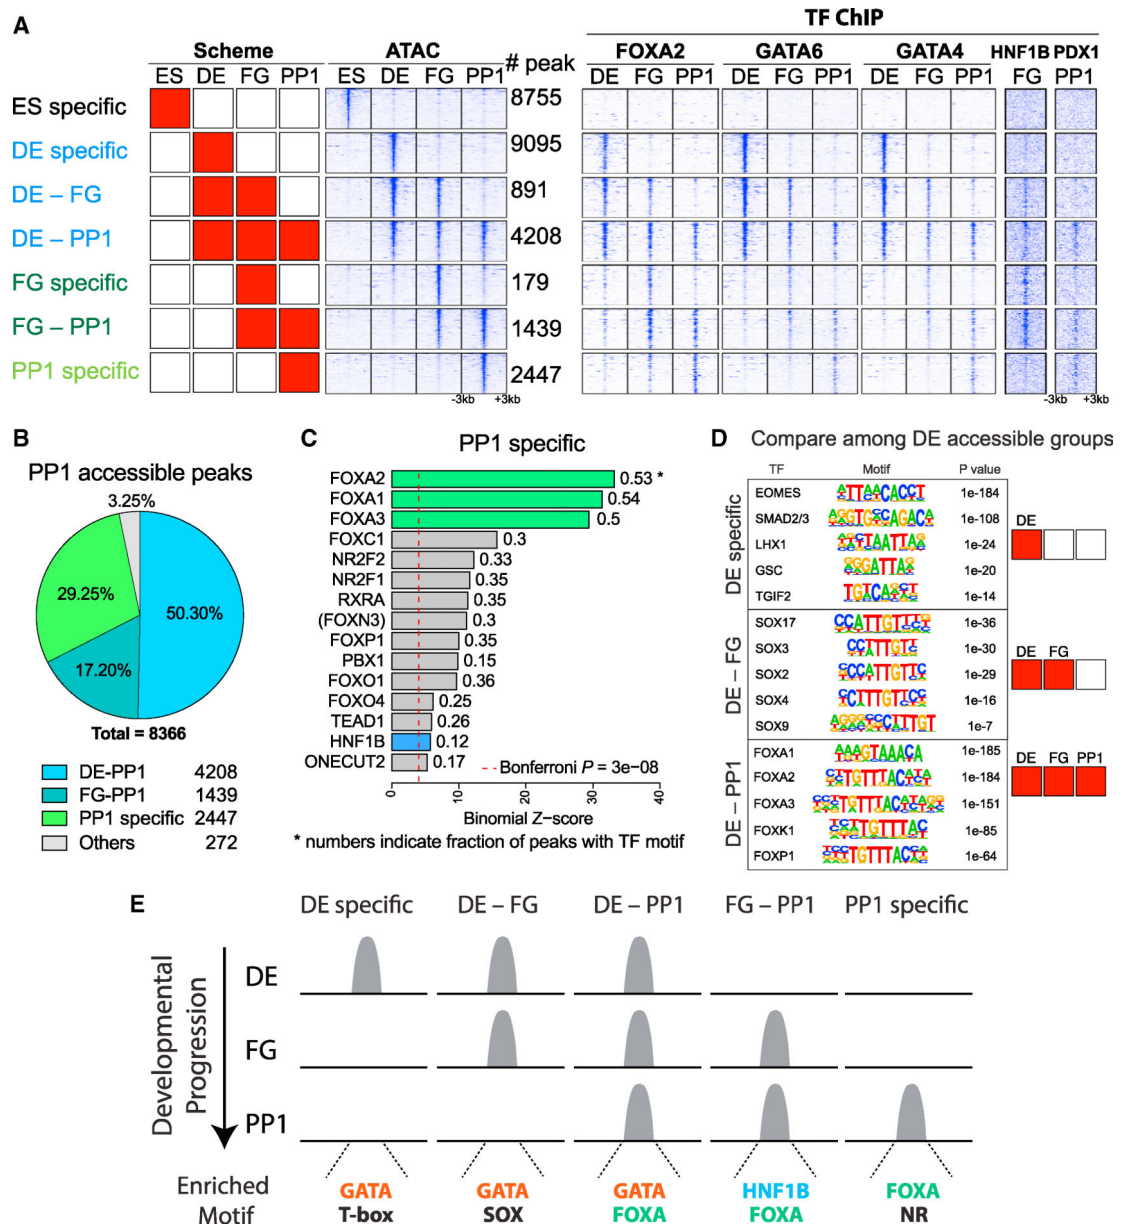 A
TF ChIP
Scheme ATAC # peak FOXA2 GATA6 GATA4 HNF1B PDX1
ES DE FG PP1 ES DE FG PP1 DE FG PP1 DE FG PP1 DE FG PP1 FG PP1
ES specific 8755
DE specific 9095
DE – FG 891
DE – PP1 4208
FG specific 179
FG – PP1 1439
PP1 specific 2447
-3kb +3kb -3kb +3kb
B
PP1 accessible peaks
3.25%
29.25%
50.30%
17.20%
Total = 8366
DE-PP1 4208
FG-PP1 1439
PP1 specific 2447
Others 272
C
PP1 specific
FOXA2 0.53 *
FOXA1 0.54
FOXA3 0.5
FOXC1 0.3
NR2F2 0.33
NR2F1 0.35
RXRA 0.35
(FOXN3) 0.3
FOXP1 0.35
PBX1 0.15
FOXO1 0.36
FOXO4 0.25
TEAD1 0.26
HNF1B 0.12
ONECUT2 0.17
Bonferroni P = 3e−08
0 10 20 30 40
Binomial Z−score
* numbers indicate fraction of peaks with TF motif
D
Compare among DE accessible groups
TF Motif P value
DE specific
EOMES ATTAACACCT 1e-184
SMAD2/3 AGGTGCCAGACA 1e-108
LHX1 1e-24
GSC GGGATTAG 1e-20
TGIF2 1e-14
DE
DE – FG
SOX17 CCATTGTTCT 1e-36
SOX3 CCATTGTT 1e-30
SOX2 1e-29
SOX4 1e-16
SOX9 1e-7
DE FG
DE – PP1
FOXA1 AAAGTAAACA 1e-185
FOXA2 1e-184
FOXA3 1e-151
FOXK1 1e-85
FOXP1 1e-64
DE FG PP1
E
DE specific DE – FG DE – PP1 FG – PP1 PP1 specific
Developmental
Progression
DE
FG
PP1
Enriched
Motif
GATA GATA GATA HNF1B FOXA
T-box SOX FOXA FOXA NR